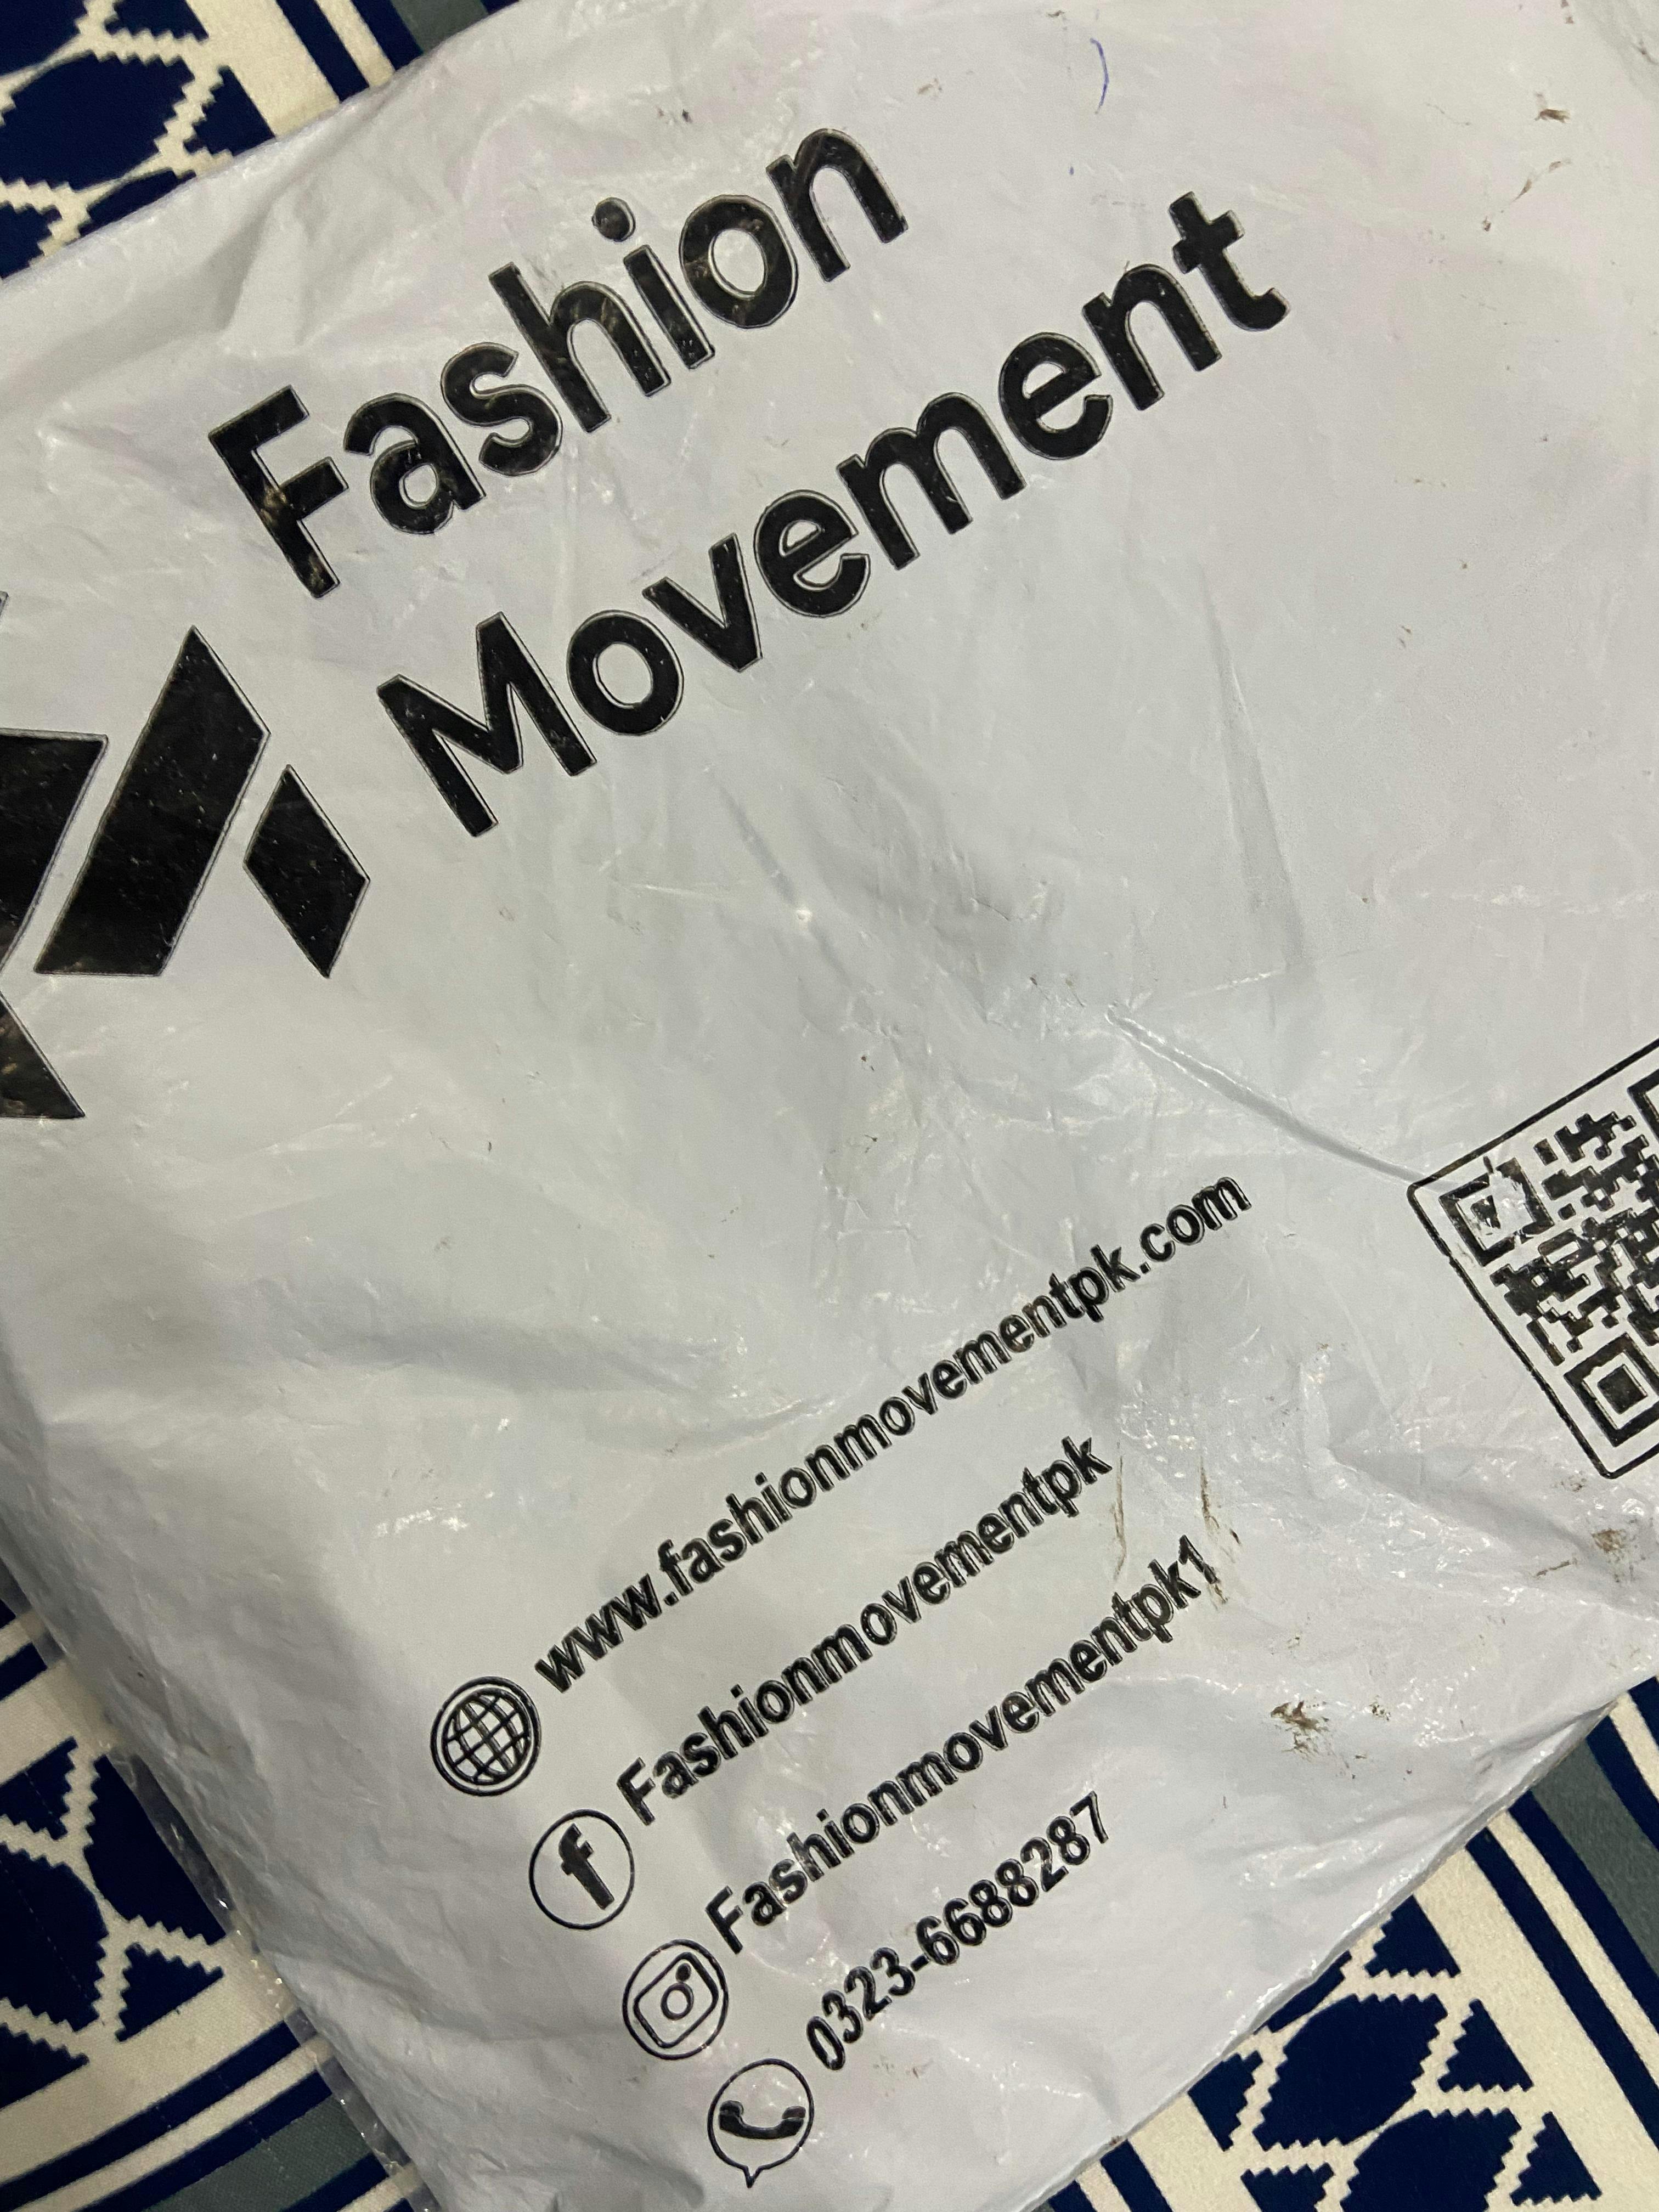 Fashion
Movement
www.fashionmovementpk.com
Fashionmovementpk
Fashionmovementpk1
0323-6688287